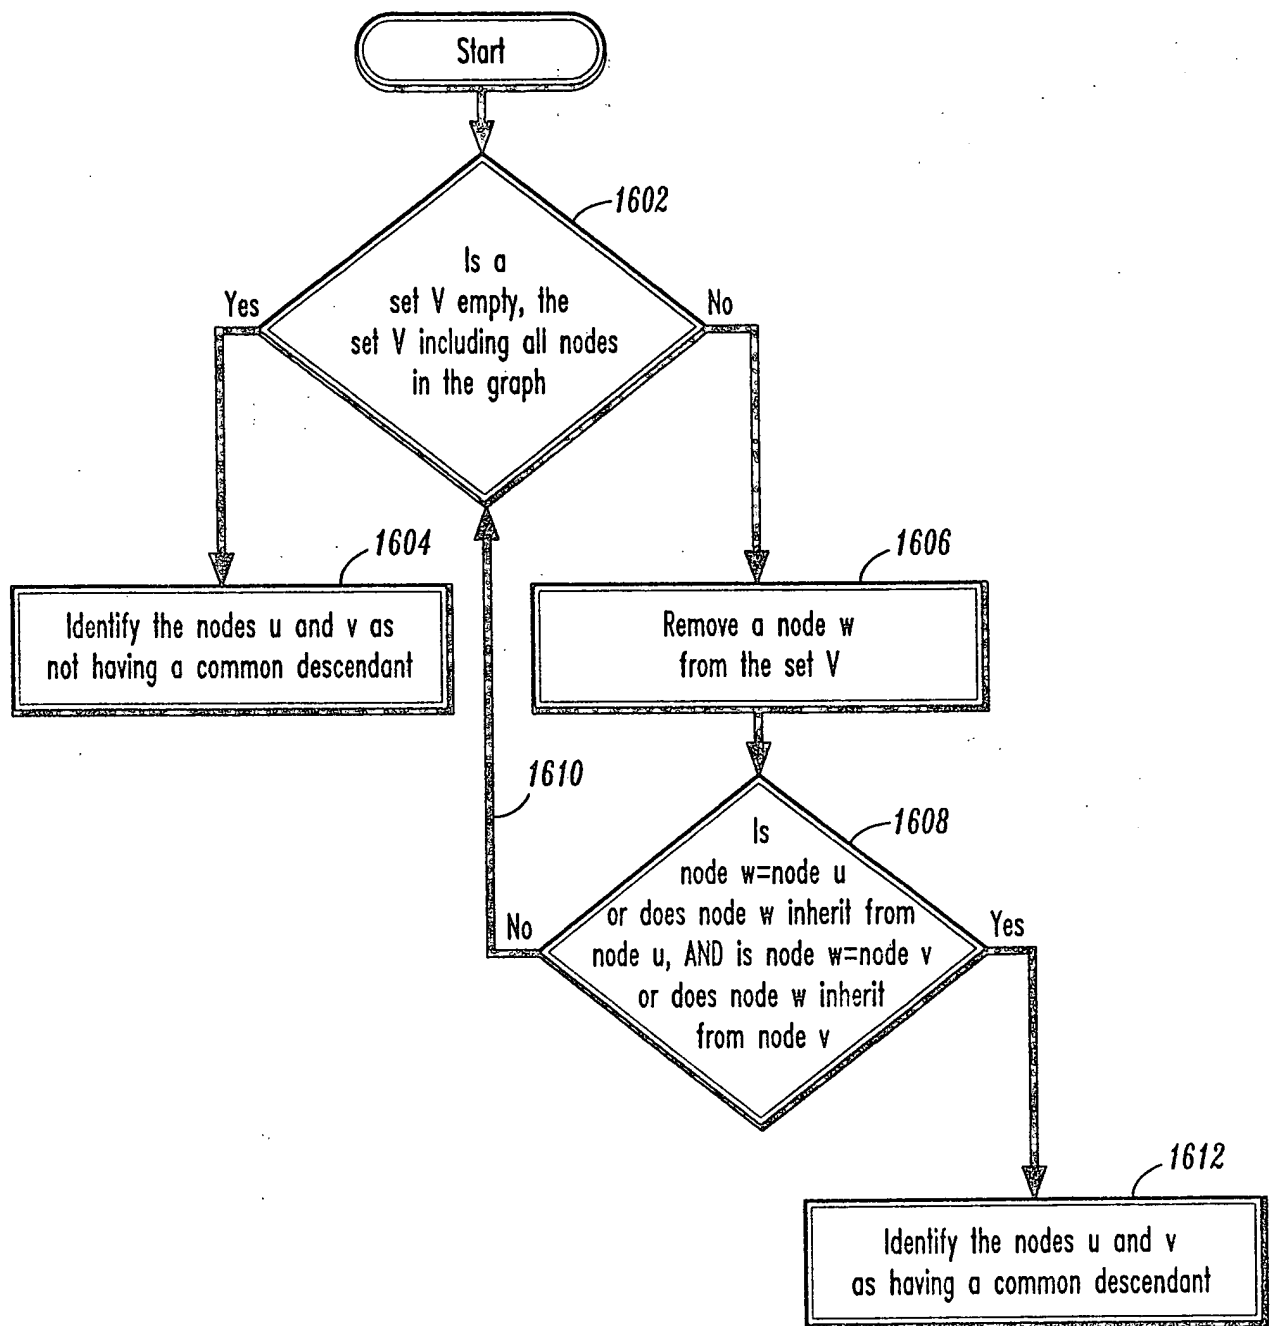 Start
1602
Is a
set V empty, the
set V including all nodes
in the graph
Yes
No
1604
Identify the nodes u and v as
not having a common descendant
1606
Remove a node w
from the set V
1610
1608
Is
node w=node u
or does node w inherit from
node u, AND is node w=node v
or does node w inherit
from node v
No
Yes
1612
Identify the nodes u and v
as having a common descendant